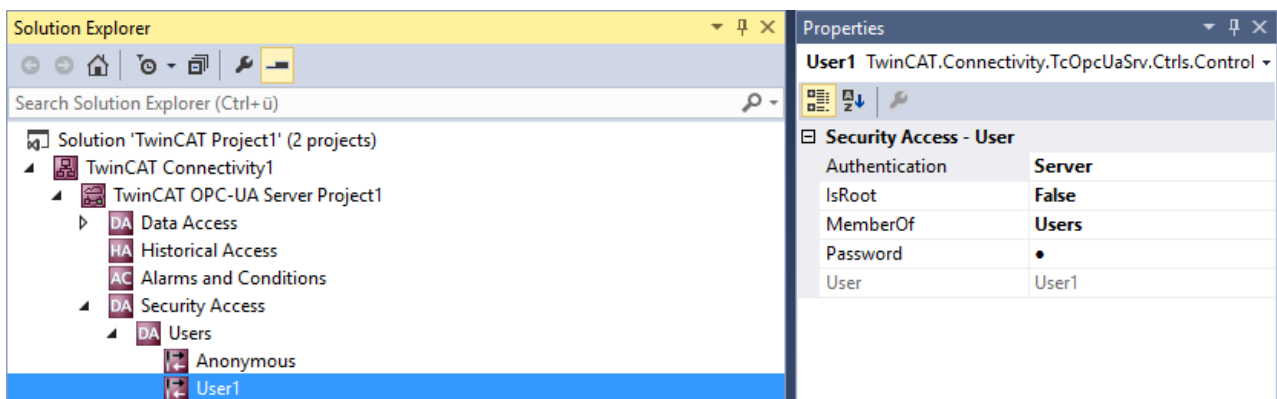 Solution Explorer
Search Solution Explorer (Ctrl+ü)
Solution 'TwinCAT Project1' (2 projects)
TwinCAT Connectivity1
TwinCAT OPC-UA Server Project1
DA Data Access
HA Historical Access
AC Alarms and Conditions
DA Security Access
DA Users
Anonymous
User1
Properties
User1 TwinCAT.Connectivity.TcOpcUaSrv.Ctrls.Control
Security Access - User
Authentication Server
IsRoot False
MemberOf Users
Password ●
User User1